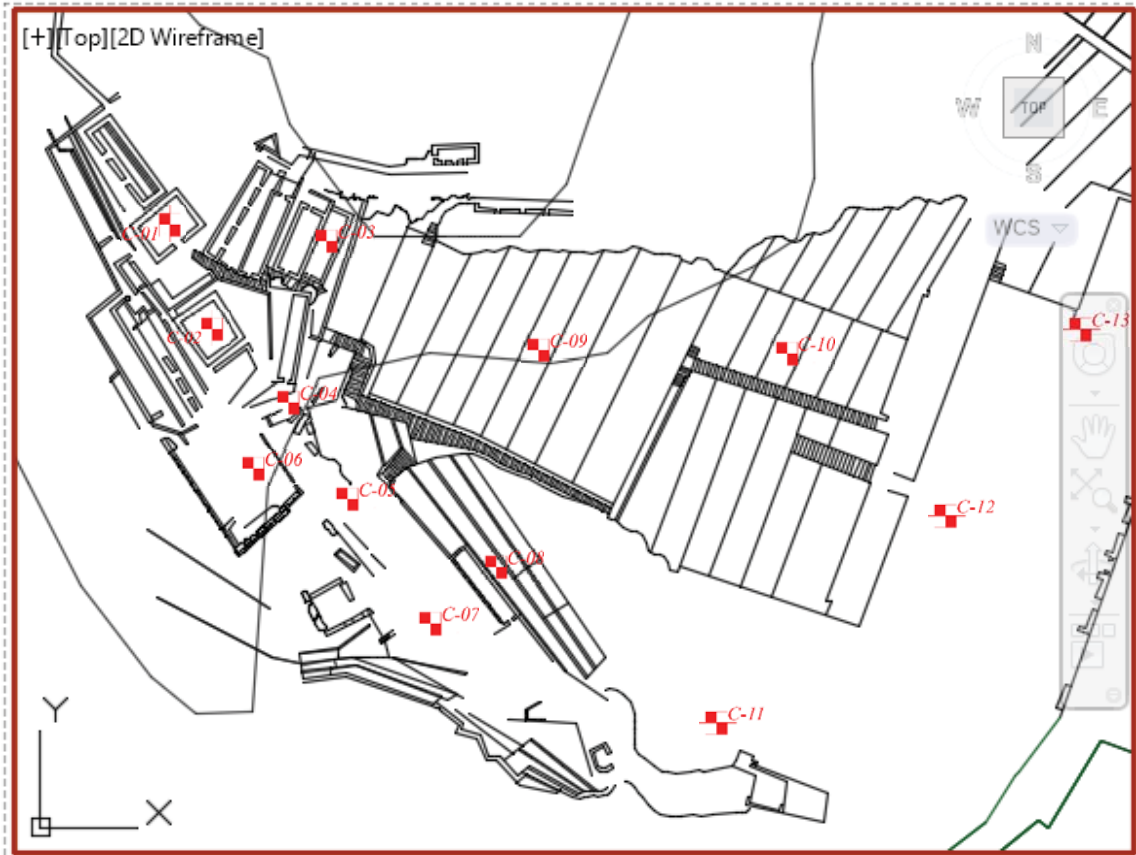 [+][Top][2D Wireframe]
N
W
TOP
E
S
WCS
C-01
C-03
C-02
C-09
C-10
C-13
C-04
C-06
C-05
C-12
C-08
C-07
C-11
Y
X